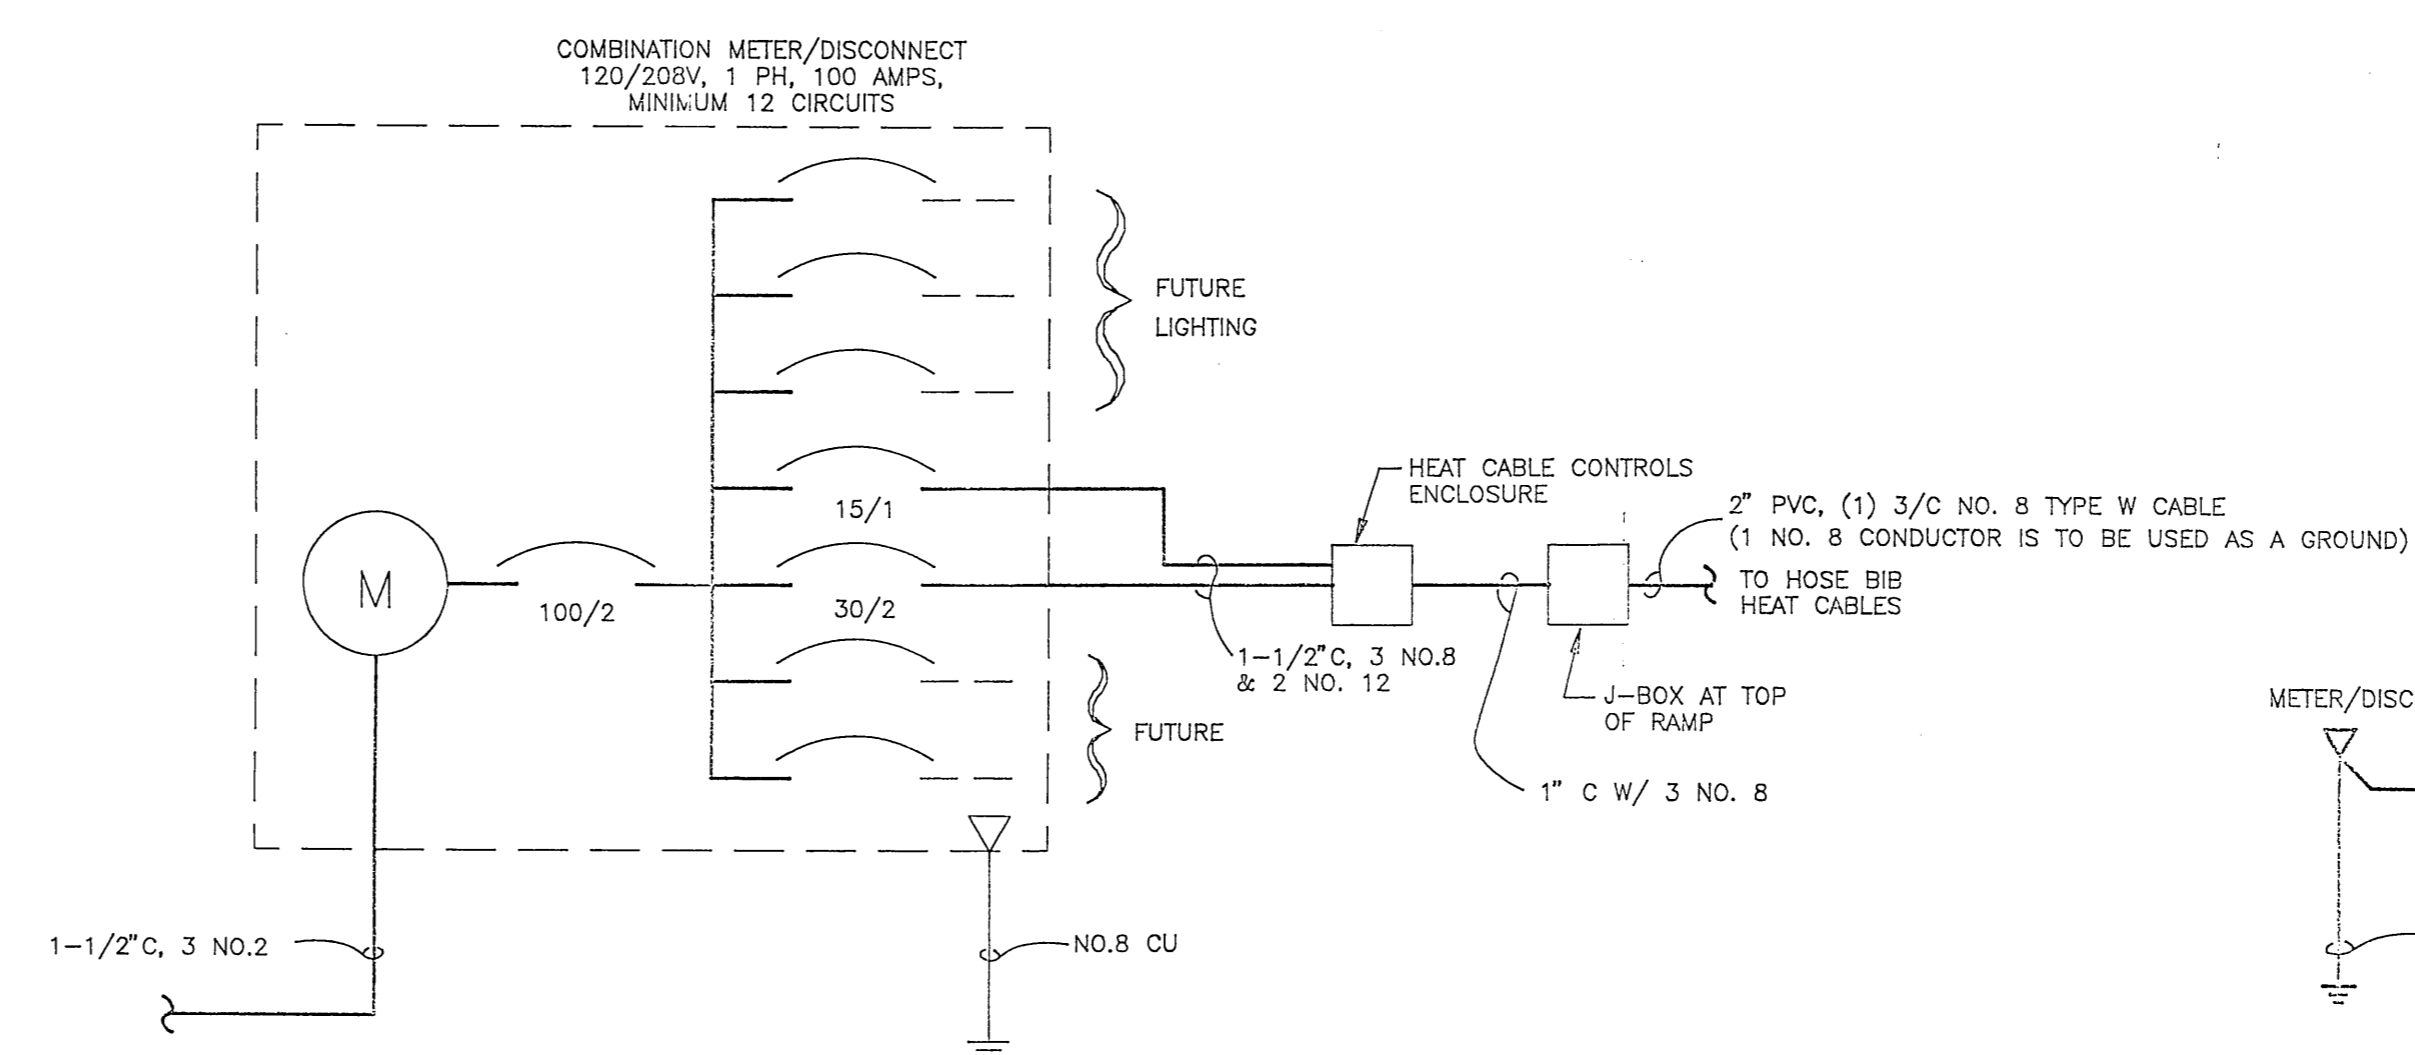 COMBINATION METER/DISCONNECT
120/208V, 1 PH, 100 AMPS,
MINIMUM 12 CIRCUITS
FUTURE
LIGHTING
HEAT CABLE CONTROLS
ENCLOSURE
2" PVC, (1) 3/C NO. 8 TYPE W CABLE
(1 NO. 8 CONDUCTOR IS TO BE USED AS A GROUND)
TO HOSE BIB
HEAT CABLES
15/1
M
100/2
30/2
1-1/2"C, 3 NO.8
& 2 NO. 12
J-BOX AT TOP
OF RAMP
METER/DISC
FUTURE
1" C W/ 3 NO. 8
1-1/2"C, 3 NO.2
NO.8 CU